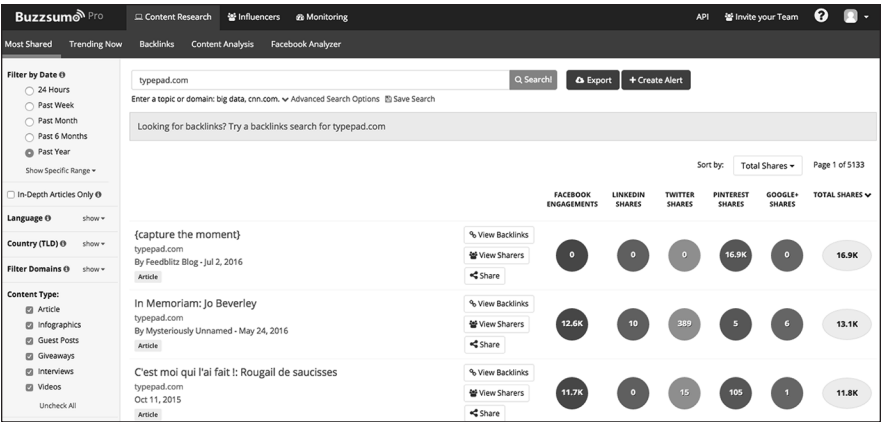 Buzzsumo Pro
Content Research
Influencers
Monitoring
API
Invite your Team
?
Most Shared
Trending Now
Backlinks
Content Analysis
Facebook Analyzer
Filter by Date
24 Hours
Past Week
Past Month
Past 6 Months
Past Year
Show Specific Range
In-Depth Articles Only
Language
show
Country (TLD)
show
Filter Domains
show
Content Type:
Article
Infographics
Guest Posts
Giveaways
Interviews
Videos
Uncheck All
typepad.com
Search!
Export
+ Create Alert
Enter a topic or domain: big data, cnn.com. Advanced Search Options Save Search
Looking for backlinks? Try a backlinks search for typepad.com
Sort by:
Total Shares
Page 1 of 5133
FACEBOOK ENGAGEMENTS
LINKEDIN SHARES
TWITTER SHARES
PINTEREST SHARES
GOOGLE+ SHARES
TOTAL SHARES
{capture the moment}
typepad.com
By Feedblitz Blog - Jul 2, 2016
Article
View Backlinks
View Sharers
Share
0
0
0
16.9K
0
16.9K
In Memoriam: Jo Beverley
typepad.com
By Mysteriously Unnamed - May 24, 2016
Article
View Backlinks
View Sharers
Share
12.6K
10
389
5
6
13.1K
C'est moi qui l'ai fait !: Rougail de saucisses
typepad.com
Oct 11, 2015
Article
View Backlinks
View Sharers
Share
11.7K
0
15
105
1
11.8K